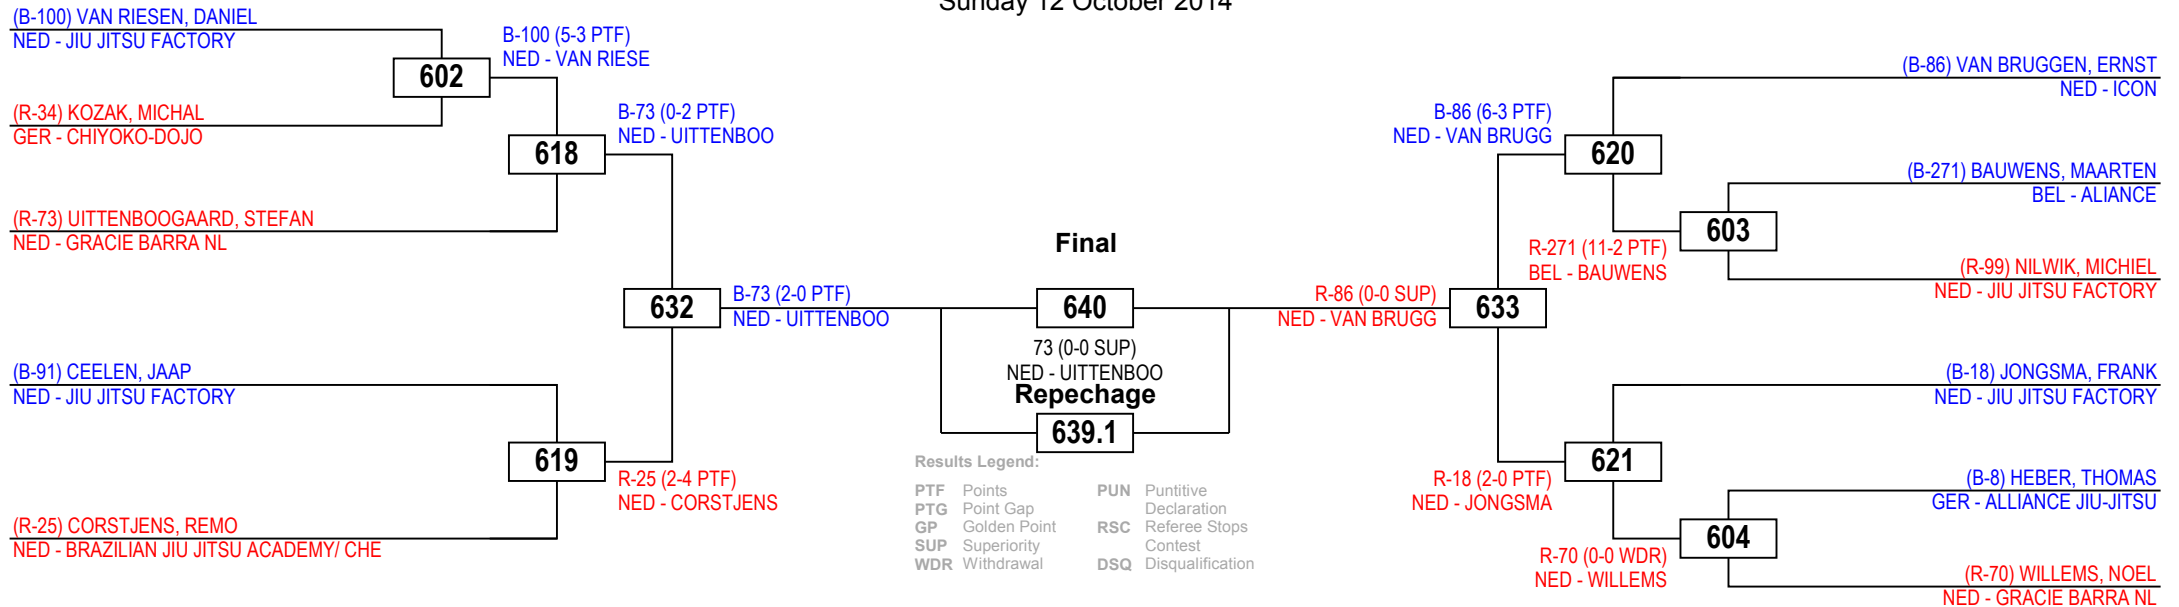 Sunday 12 October 2014
(B-100) VAN RIESEN, DANIEL
NED - JIU JITSU FACTORY
B-100 (5-3 PTF)
NED - VAN RIESE
602
(R-34) KOZAK, MICHAL
GER - CHIYOKO-DOJO
B-73 (0-2 PTF)
NED - UITTENBOO
618
(R-73) UITTENBOOGAARD, STEFAN
NED - GRACIE BARRA NL
632
B-73 (2-0 PTF)
NED - UITTENBOO
(B-91) CEELEN, JAAP
NED - JIU JITSU FACTORY
619
R-25 (2-4 PTF)
NED - CORSTJENS
(R-25) CORSTJENS, REMO
NED - BRAZILIAN JIU JITSU ACADEMY/ CHE
Final
640
73 (0-0 SUP)
NED - UITTENBOO
Repechage
639.1
Results Legend:
PTF Points
PTG Point Gap
GP Golden Point
SUP Superiority
WDR Withdrawal
PUN Puntitive
Declaration
RSC Referee Stops
Contest
DSQ Disqualification
(B-86) VAN BRUGGEN, ERNST
NED - ICON
B-86 (6-3 PTF)
NED - VAN BRUGG
620
(B-271) BAUWENS, MAARTEN
BEL - ALIANCE
603
R-271 (11-2 PTF)
BEL - BAUWENS
(R-99) NILWIK, MICHIEL
NED - JIU JITSU FACTORY
R-86 (0-0 SUP)
NED - VAN BRUGG
633
(B-18) JONGSMA, FRANK
NED - JIU JITSU FACTORY
621
R-18 (2-0 PTF)
NED - JONGSMA
(B-8) HEBER, THOMAS
GER - ALLIANCE JIU-JITSU
604
R-70 (0-0 WDR)
NED - WILLEMS
(R-70) WILLEMS, NOEL
NED - GRACIE BARRA NL